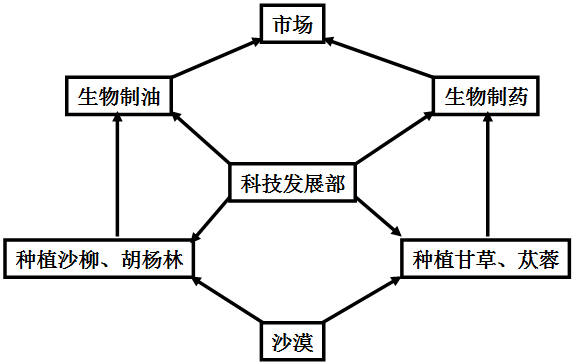 市场
生物制油
生物制药
科技发展部
种植沙柳、胡杨林
种植甘草、苁蓉
沙漠